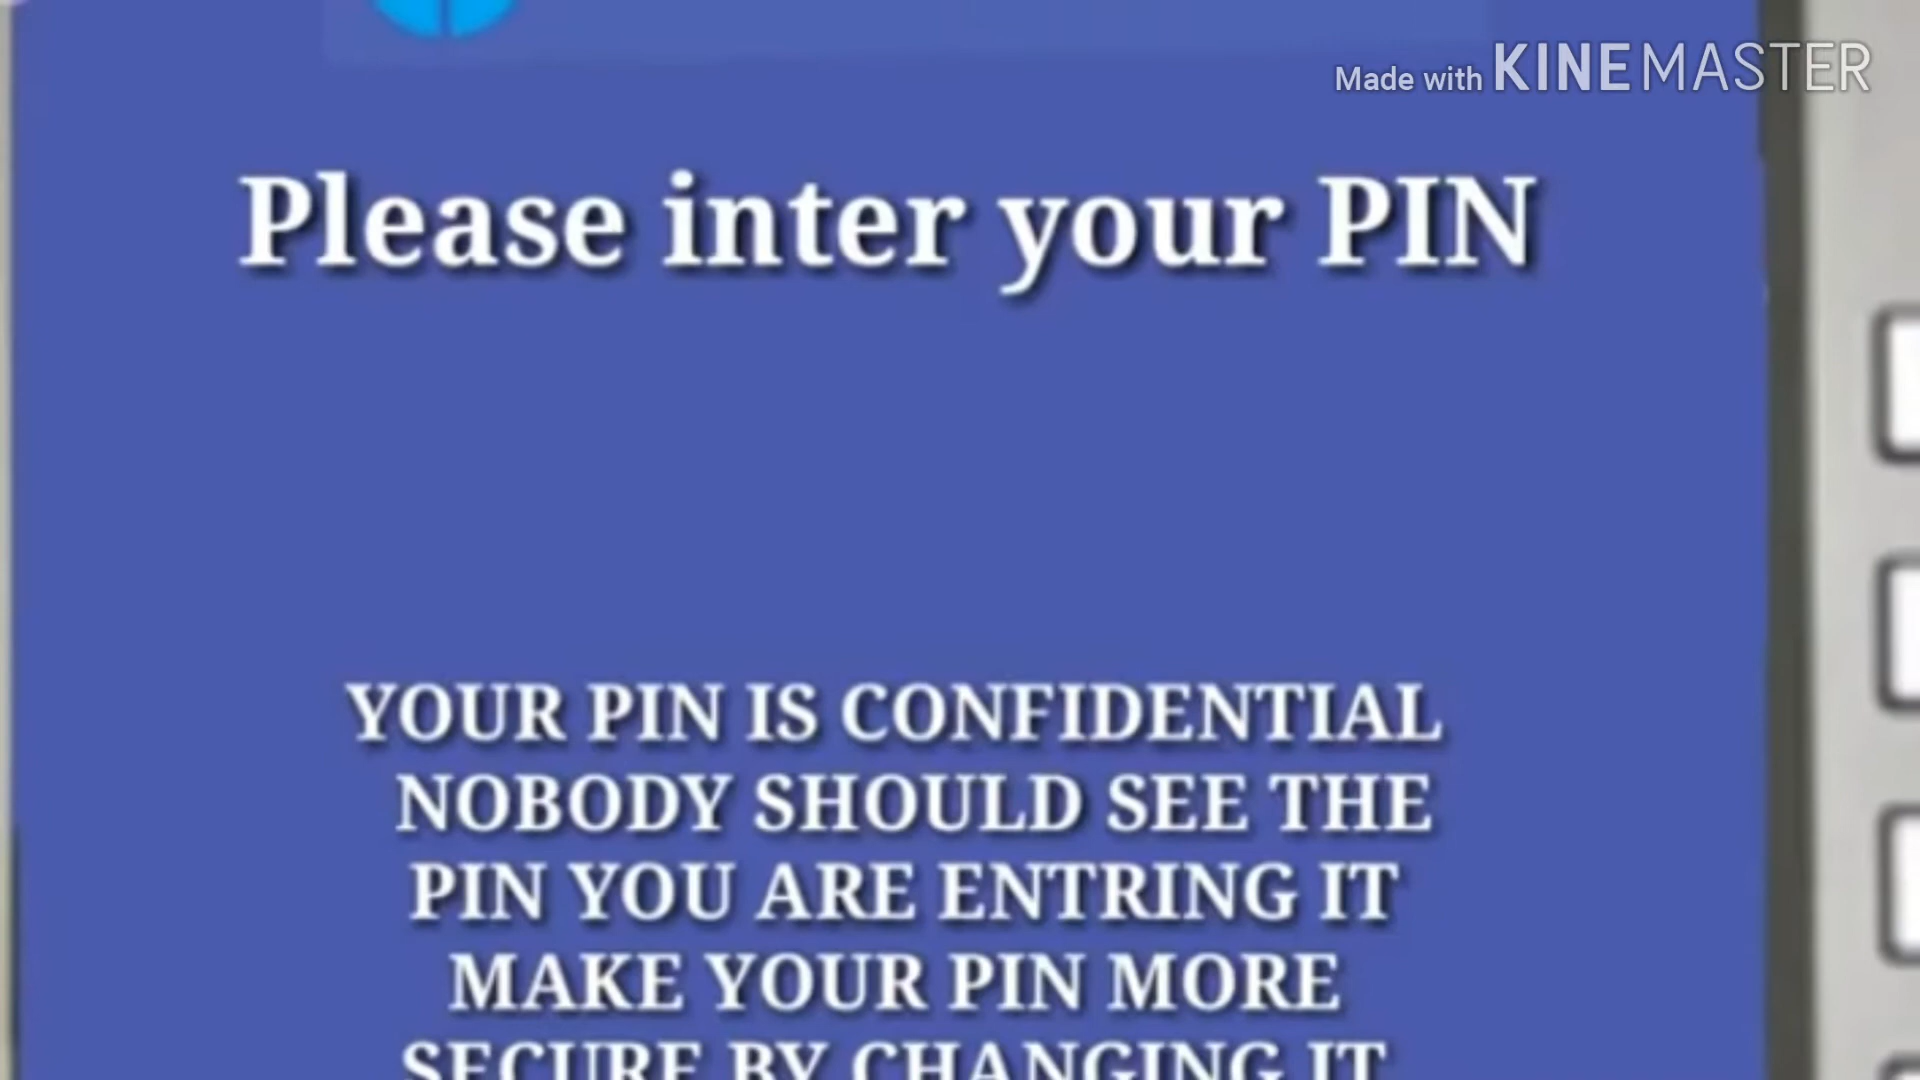 Made with KINEMASTER
Please inter your PIN
YOUR PIN IS CONFIDENTIAL
NOBODY SHOULD SEE THE
PIN YOU ARE ENTRING IT
MAKE YOUR PIN MORE
SECURE BY CHANGING IT